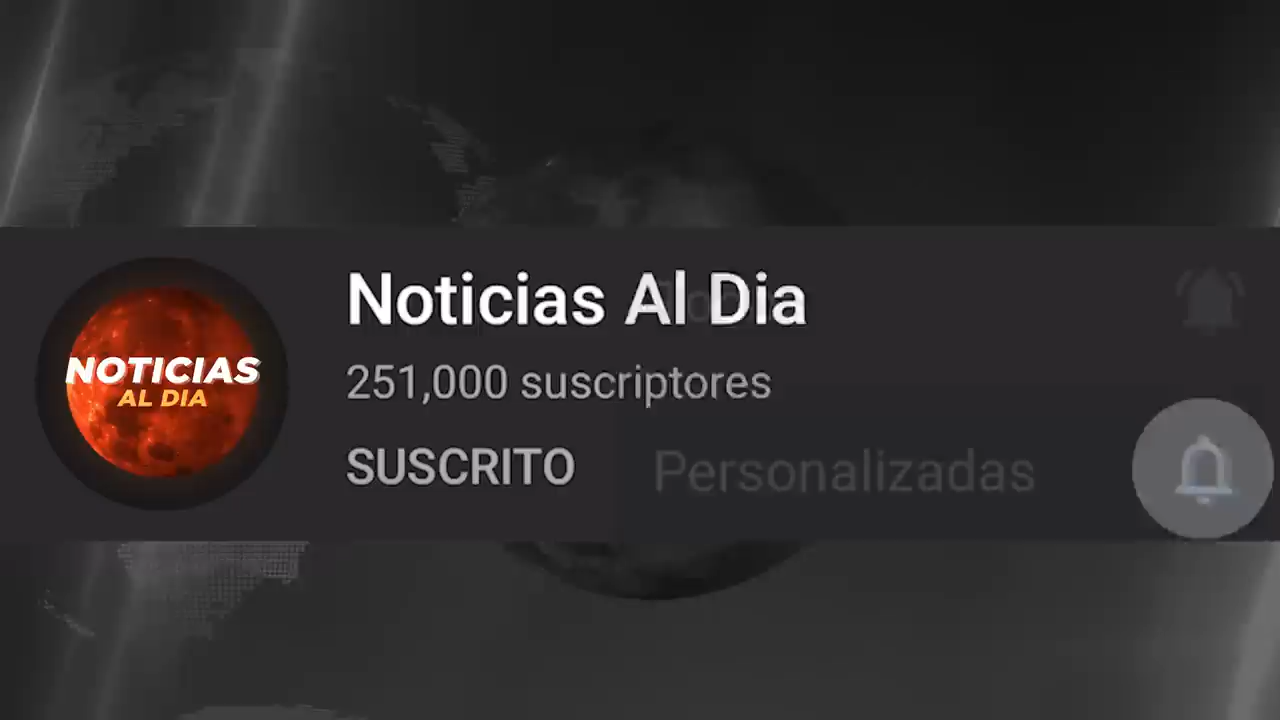 Noticias Al Dia
251,000 suscriptores
SUSCRITO
Personalizadas
NOTICIAS
AL DIA